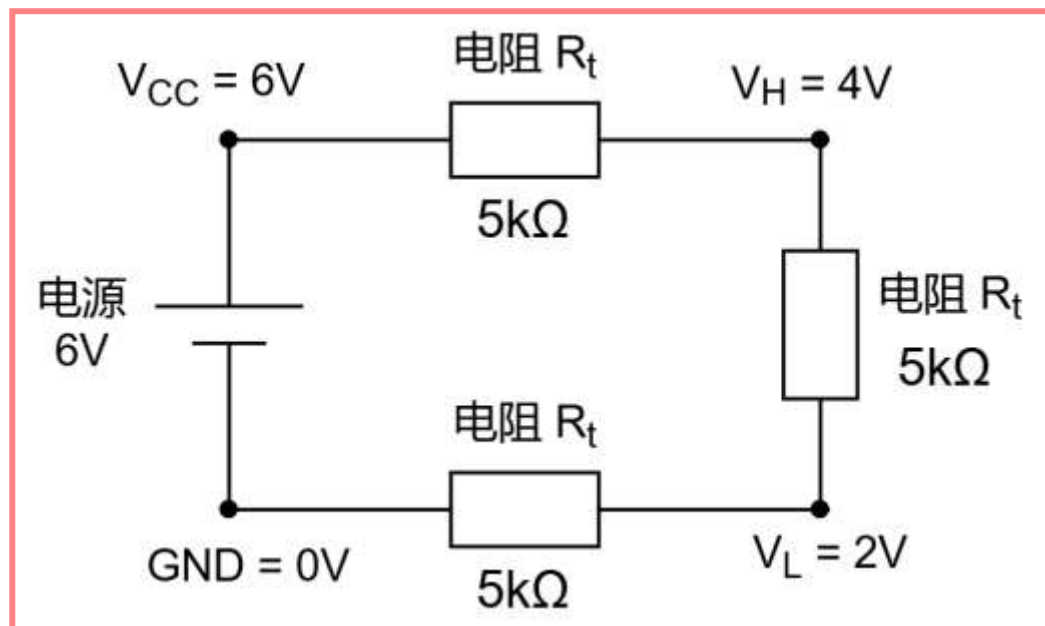 电阻 Rt
VCC = 6V
VH = 4V
5kΩ
电源
6V
电阻 Rt
5kΩ
电阻 Rt
GND = 0V
VL = 2V
5kΩ